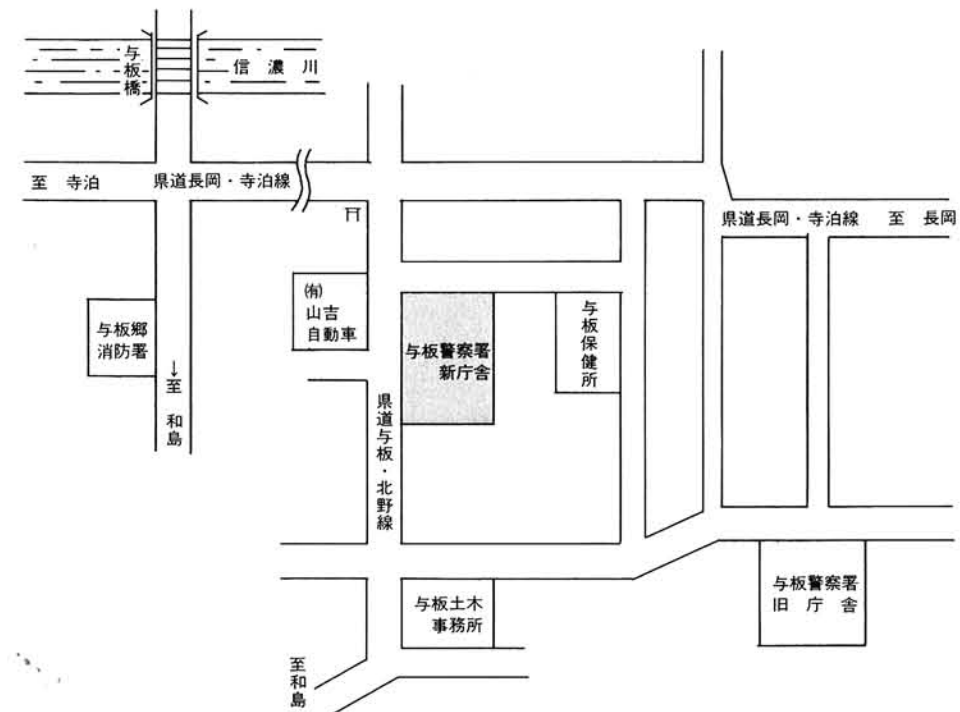 与板橋
信濃川
至 寺泊
県道長岡・寺泊線
県道長岡・寺泊線 至 長岡
㈲
山吉
自動車
与板警察署
新庁舎
与板保健所
与板郷
消防署
↓至 和島
県道与板・北野線
与板土木
事務所
与板警察署
旧庁舎
至和島